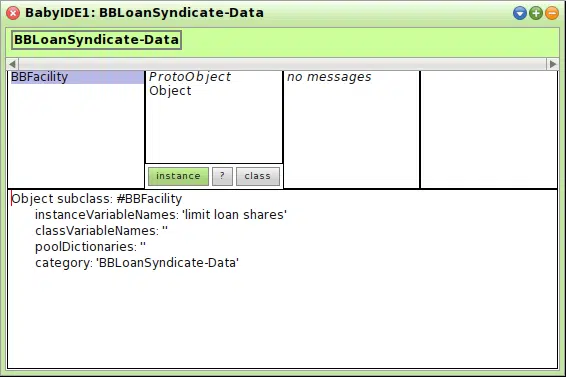 BabyIDE1: BBLoanSyndicate-Data
BBLoanSyndicate-Data
BBFacility
ProtoObject
Object
no messages
instance
?
class
Object subclass: #BBFacility
instanceVariableNames: 'limit loan shares'
classVariableNames: ''
poolDictionaries: ''
category: 'BBLoanSyndicate-Data'